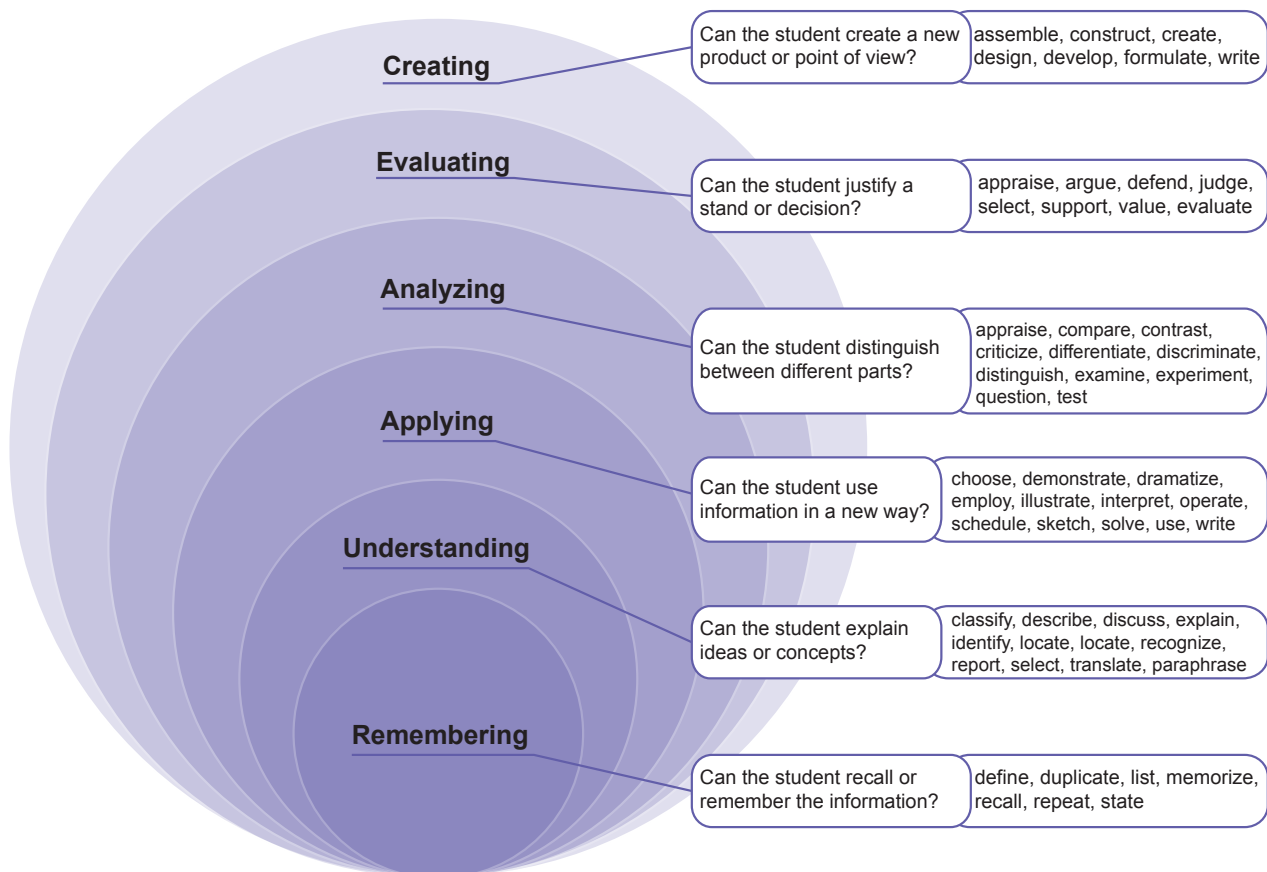 Creating
Can the student create a new
product or point of view?
assemble, construct, create,
design, develop, formulate, write
Evaluating
Can the student justify a
stand or decision?
appraise, argue, defend, judge,
select, support, value, evaluate
Analyzing
Can the student distinguish
between different parts?
appraise, compare, contrast,
criticize, differentiate, discriminate,
distinguish, examine, experiment,
question, test
Applying
Can the student use
information in a new way?
choose, demonstrate, dramatize,
employ, illustrate, interpret, operate,
schedule, sketch, solve, use, write
Understanding
Can the student explain
ideas or concepts?
classify, describe, discuss, explain,
identify, locate, locate, recognize,
report, select, translate, paraphrase
Remembering
Can the student recall or
remember the information?
define, duplicate, list, memorize,
recall, repeat, state